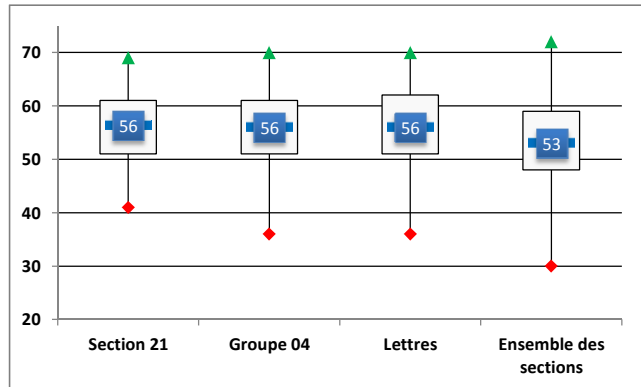 70
60
50
40
30
20
56
56
56
53
Section 21
Groupe 04
Lettres
Ensemble des
sections